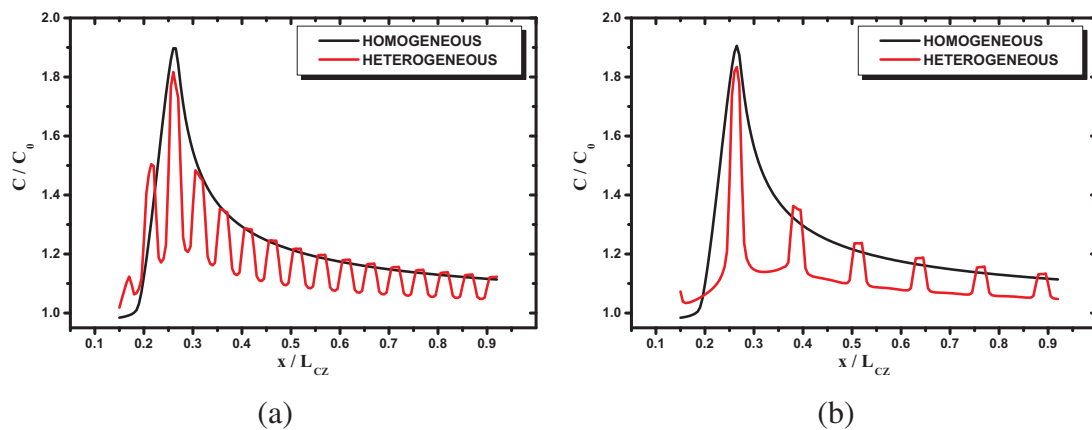 2.0
1.8
1.6
1.4
1.2
1.0
C / C0
HOMOGENEOUS
HETEROGENEOUS
0.1 0.2 0.3 0.4 0.5 0.6 0.7 0.8 0.9
x / LCZ
(a)
2.0
1.8
1.6
1.4
1.2
1.0
C / C0
HOMOGENEOUS
HETEROGENEOUS
0.1 0.2 0.3 0.4 0.5 0.6 0.7 0.8 0.9
x / LCZ
(b)